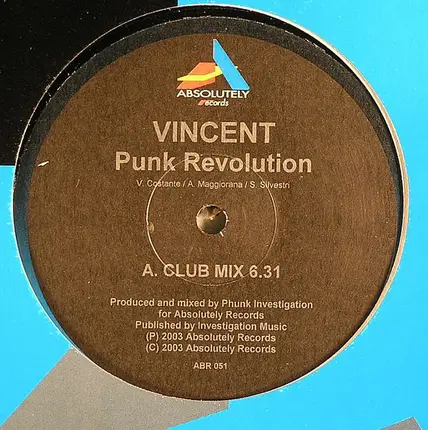 ABSOLUTELY
records
VINCENT
Punk Revolution
V. Costante / A. Maggiorana / S. Silvestri
A. CLUB MIX 6.31
Produced and mixed by Phunk Investigation
for Absolutely Records
Published by Investigation Music
(P) 2003 Absolutely Records
(C) 2003 Absolutely Records
ABR 051